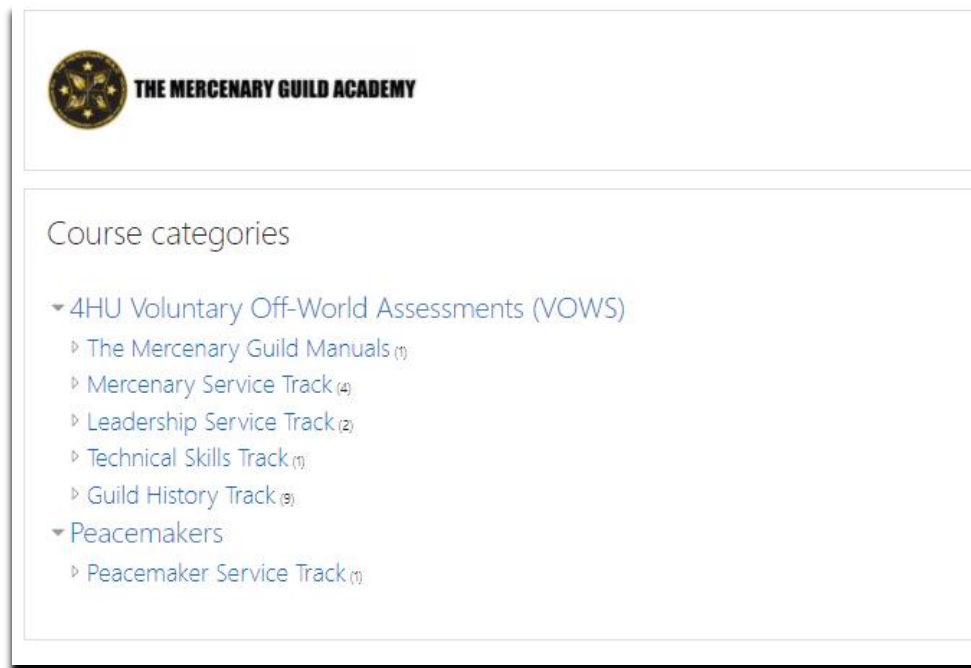 THE MERCENARY GUILD ACADEMY
Course categories
4HU Voluntary Off-World Assessments (VOWS)
The Mercenary Guild Manuals (1)
Mercenary Service Track (4)
Leadership Service Track (2)
Technical Skills Track (1)
Guild History Track (9)
Peacemakers
Peacemaker Service Track (1)